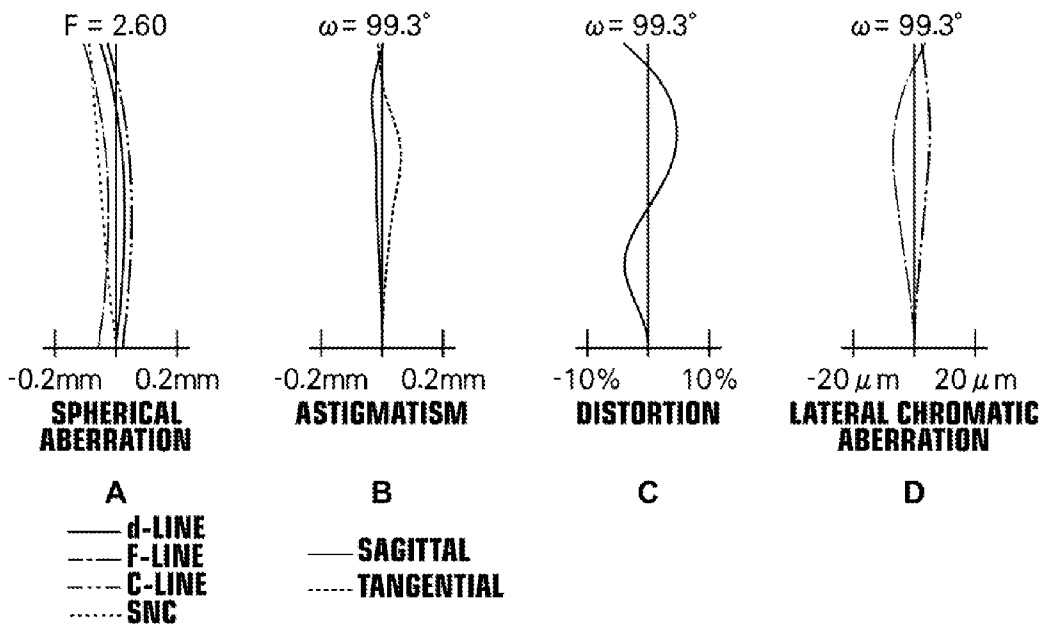 F = 2.60
ω = 99.3°
ω = 99.3°
ω = 99.3°
-0.2mm 0.2mm
-0.2mm 0.2mm
-10% 10%
-20 μm 20 μm
SPHERICAL
ABERRATION
ASTIGMATISM
DISTORTION
LATERAL CHROMATIC
ABERRATION
A
B
C
D
d-LINE
F-LINE
C-LINE
SNC
SAGITTAL
TANGENTIAL